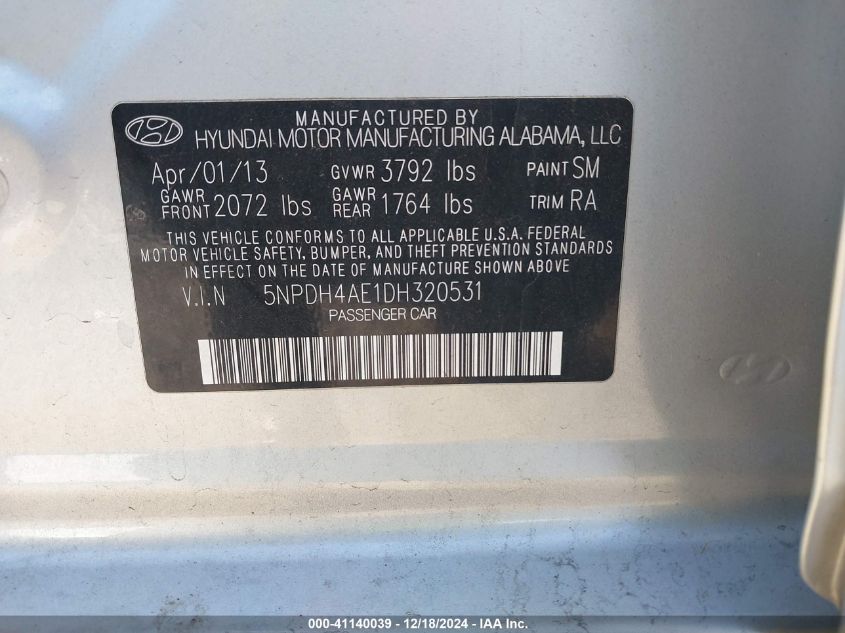 MANUFACTURED BY
HYUNDAI MOTOR MANUFACTURING ALABAMA, LLC
Apr/01/13 GVWR 3792 lbs PAINT SM
GAWR FRONT 2072 lbs GAWR REAR 1764 lbs TRIM RA
THIS VEHICLE CONFORMS TO ALL APPLICABLE U.S.A. FEDERAL
MOTOR VEHICLE SAFETY, BUMPER, AND THEFT PREVENTION STANDARDS
IN EFFECT ON THE DATE OF MANUFACTURE SHOWN ABOVE
V.I.N 5NPDH4AE1DH320531
PASSENGER CAR
000-41140039 - 12/18/2024 - IAA Inc.